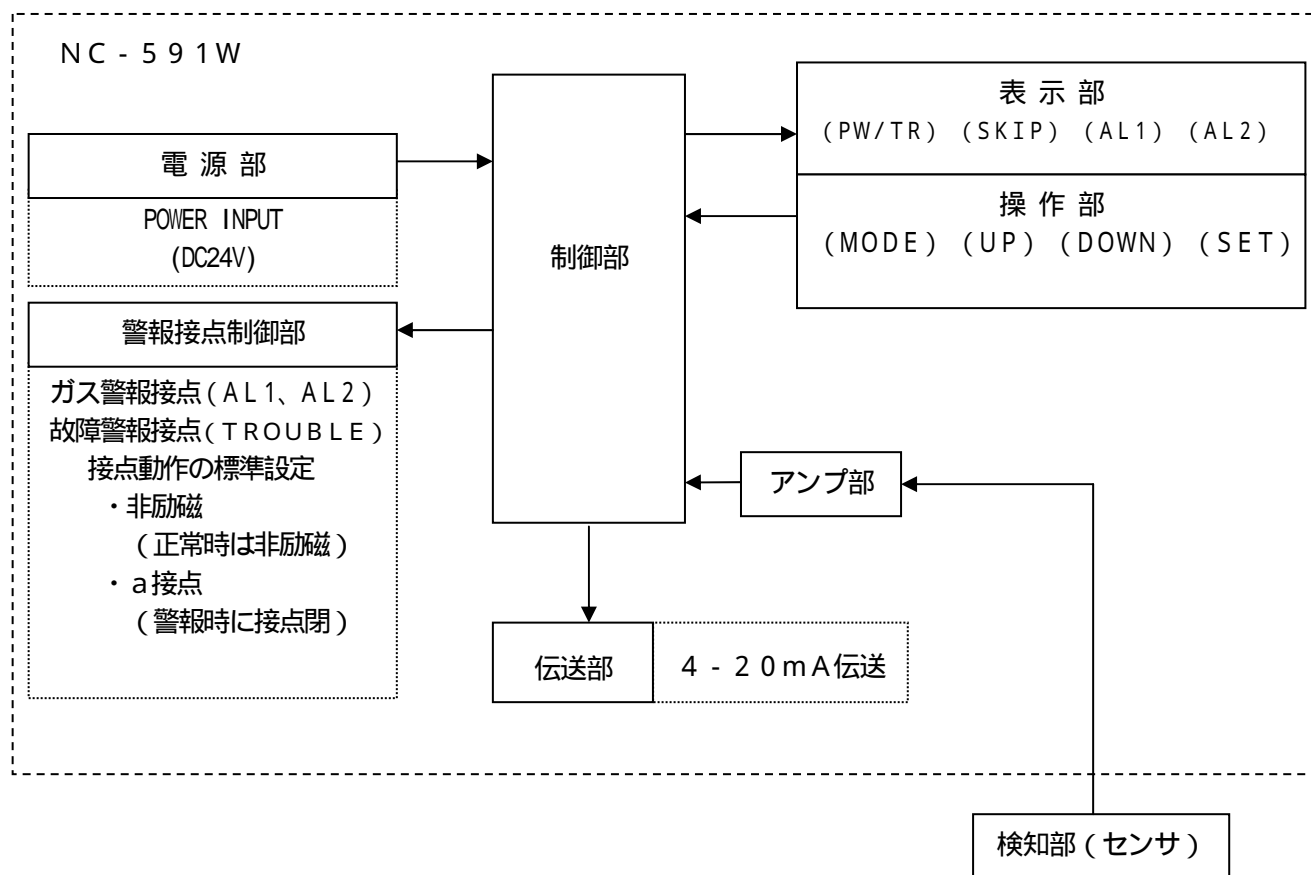 NC-591W
表示部
(PW/TR) (SKIP) (AL1) (AL2)
電源部
POWER INPUT
(DC24V)
操作部
(MODE) (UP) (DOWN) (SET)
制御部
警報接点制御部
ガス警報接点(AL1、AL2)
故障警報接点(TROUBLE)
接点動作の標準設定
・非励磁
(正常時は非励磁)
・a接点
(警報時に接点閉)
アンプ部
伝送部
4-20mA伝送
検知部(センサ)